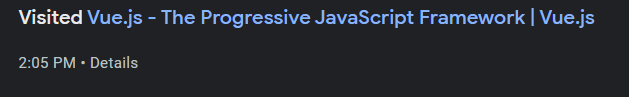 Visited Vue.js - The Progressive JavaScript Framework | Vue.js
2:05 PM • Details